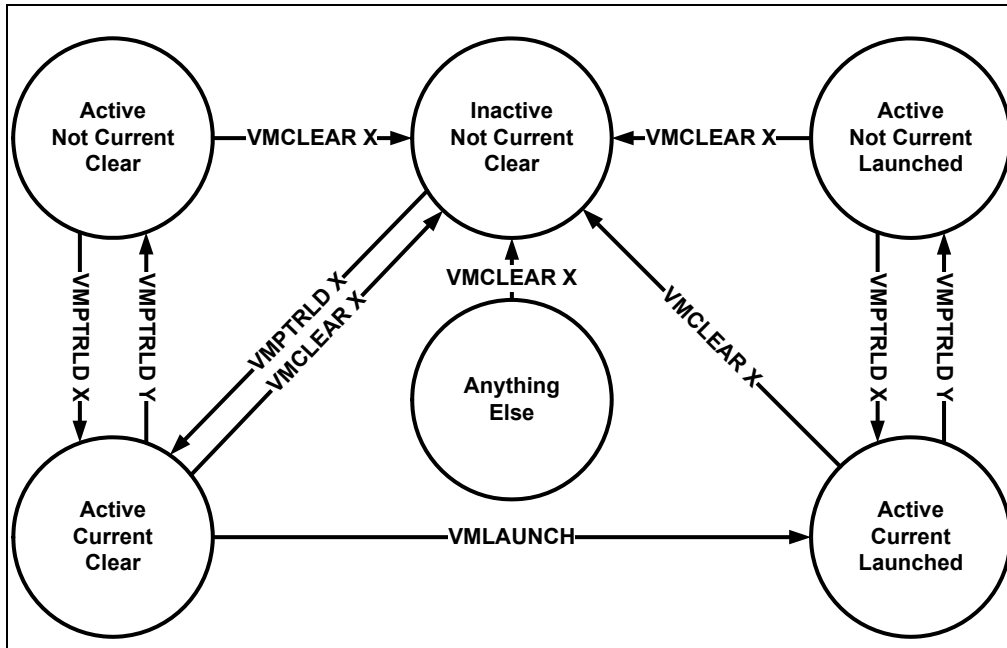 Active
Not Current
Clear
VMCLEAR X
Inactive
Not Current
Clear
VMCLEAR X
Active
Not Current
Launched
VMPTRLD X
VMPTRLD Y
VMPTRLD X
VMCLEAR X
VMCLEAR X
Anything
Else
VMCLEAR X
VMPTRLD X
VMPTRLD Y
Active
Current
Clear
VMLAUNCH
Active
Current
Launched